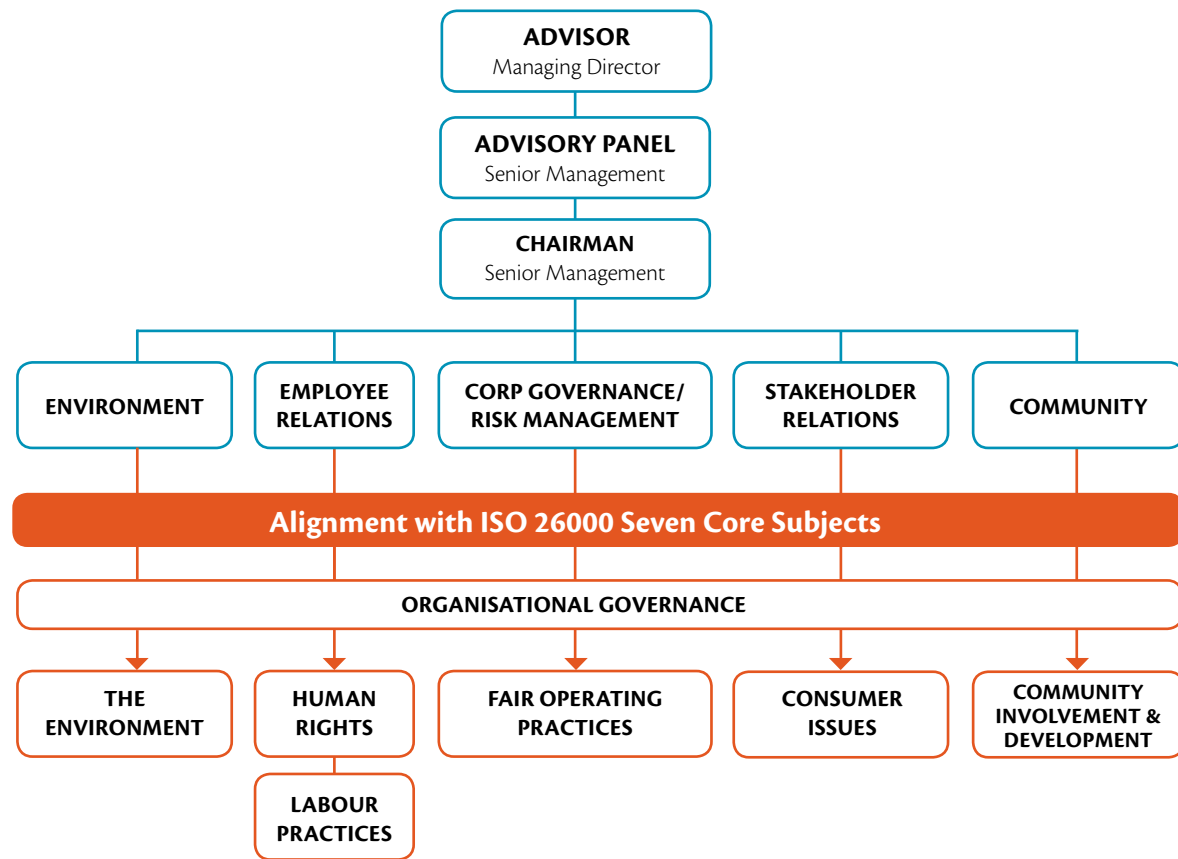 ADVISOR
Managing Director
ADVISORY PANEL
Senior Management
CHAIRMAN
Senior Management
ENVIRONMENT
EMPLOYEE
RELATIONS
CORP GOVERNANCE/
RISK MANAGEMENT
STAKEHOLDER
RELATIONS
COMMUNITY
Alignment with ISO 26000 Seven Core Subjects
ORGANISATIONAL GOVERNANCE
THE
ENVIRONMENT
HUMAN
RIGHTS
FAIR OPERATING
PRACTICES
CONSUMER
ISSUES
COMMUNITY
INVOLVEMENT &
DEVELOPMENT
LABOUR
PRACTICES